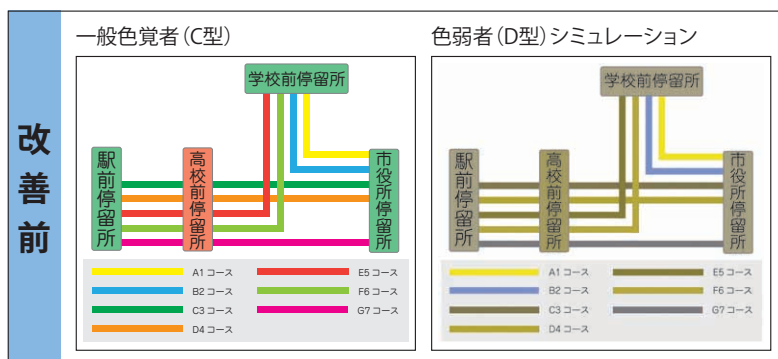 改善前
一般色覚者（C型）
学校前停留所
駅前停留所
高校前停留所
市役所停留所
A1 コース
B2 コース
C3 コース
D4 コース
E5 コース
F6 コース
G7 コース
色弱者（D型）シミュレーション
学校前停留所
駅前停留所
高校前停留所
市役所停留所
A1 コース
B2 コース
C3 コース
D4 コース
E5 コース
F6 コース
G7 コース